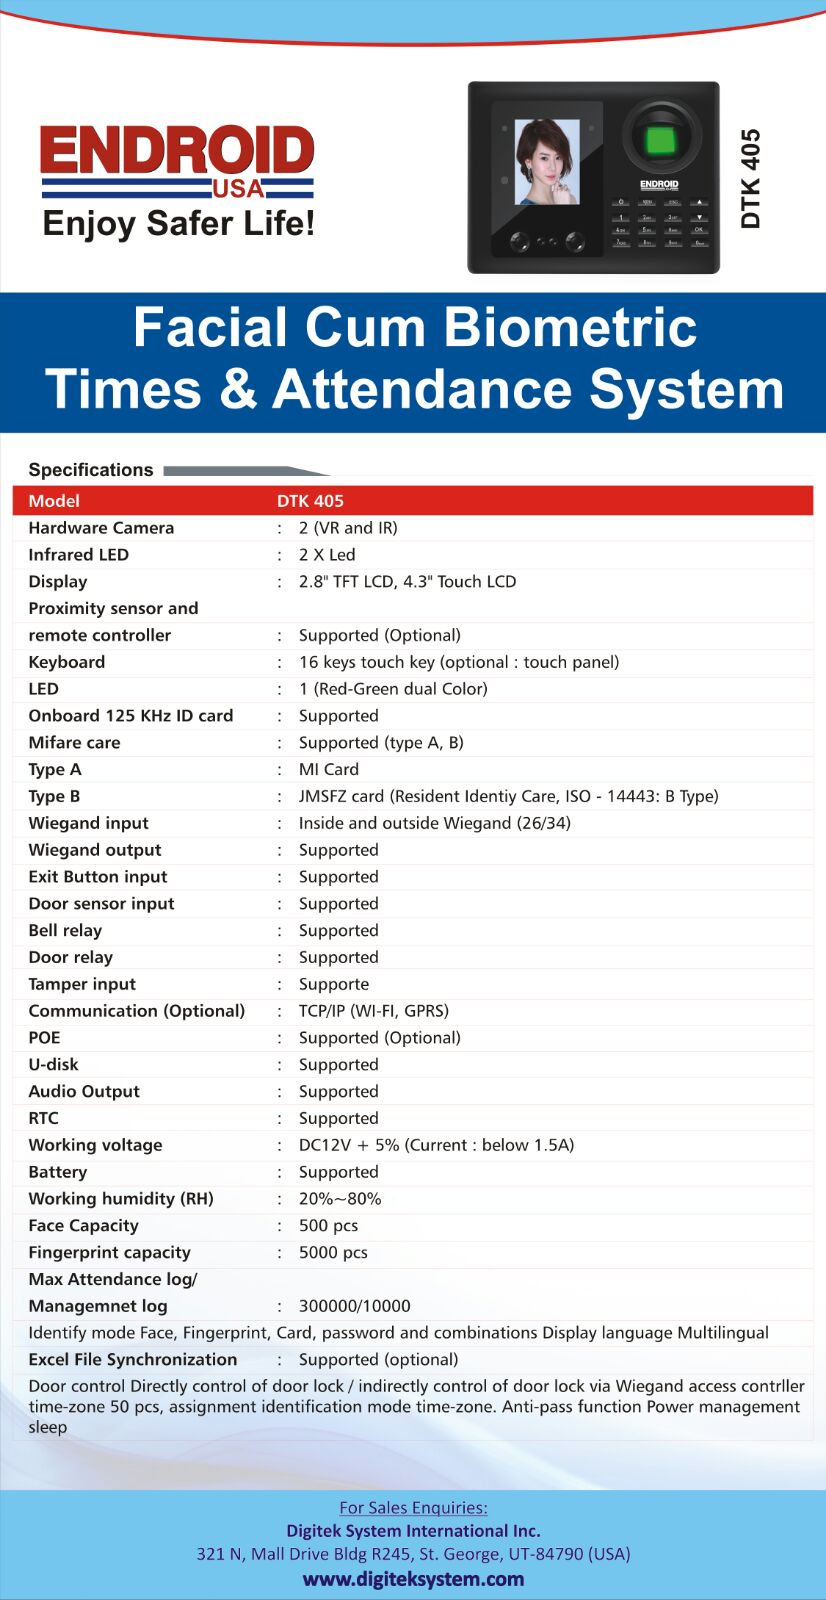 ENDROID
USA
Enjoy Safer Life!
ENDROID
DTK 405
Facial Cum Biometric
Times & Attendance System
Specifications
Model DTK 405
Hardware Camera : 2 (VR and IR)
Infrared LED : 2 X Led
Display : 2.8" TFT LCD, 4.3" Touch LCD
Proximity sensor and
remote controller : Supported (Optional)
Keyboard : 16 keys touch key (optional : touch panel)
LED : 1 (Red-Green dual Color)
Onboard 125 KHz ID card : Supported
Mifare care : Supported (type A, B)
Type A : MI Card
Type B : JMSFZ card (Resident Identiy Care, ISO - 14443: B Type)
Wiegand input : Inside and outside Wiegand (26/34)
Wiegand output : Supported
Exit Button input : Supported
Door sensor input : Supported
Bell relay : Supported
Door relay : Supported
Tamper input : Supporte
Communication (Optional) : TCP/IP (WI-FI, GPRS)
POE : Supported (Optional)
U-disk : Supported
Audio Output : Supported
RTC : Supported
Working voltage : DC12V + 5% (Current : below 1.5A)
Battery : Supported
Working humidity (RH) : 20%~80%
Face Capacity : 500 pcs
Fingerprint capacity : 5000 pcs
Max Attendance log/
Managemnet log : 300000/10000
Identify mode Face, Fingerprint, Card, password and combinations Display language Multilingual
Excel File Synchronization : Supported (optional)
Door control Directly control of door lock / indirectly control of door lock via Wiegand access contrller
time-zone 50 pcs, assignment identification mode time-zone. Anti-pass function Power management
sleep
For Sales Enquiries:
Digitek System International Inc.
321 N, Mall Drive Bldg R245, St. George, UT-84790 (USA)
www.digiteksystem.com